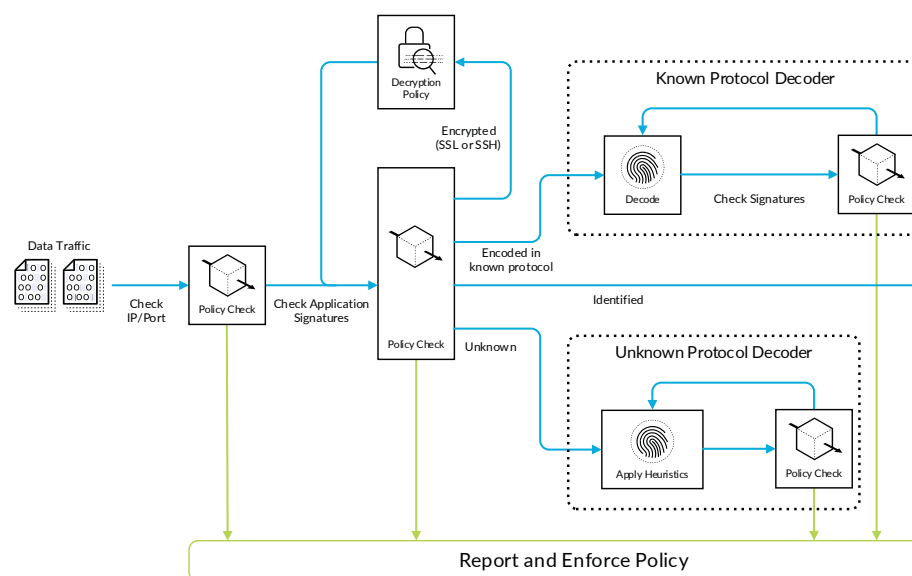 Decryption
Policy
Known Protocol Decoder
Encrypted
(SSL or SSH)
Decode
Check Signatures
Policy Check
Data Traffic
Check
IP/Port
Policy Check
Check Application
Signatures
Policy Check
Encoded in
known protocol
Identified
Unknown
Unknown Protocol Decoder
Apply Heuristics
Policy Check
Report and Enforce Policy